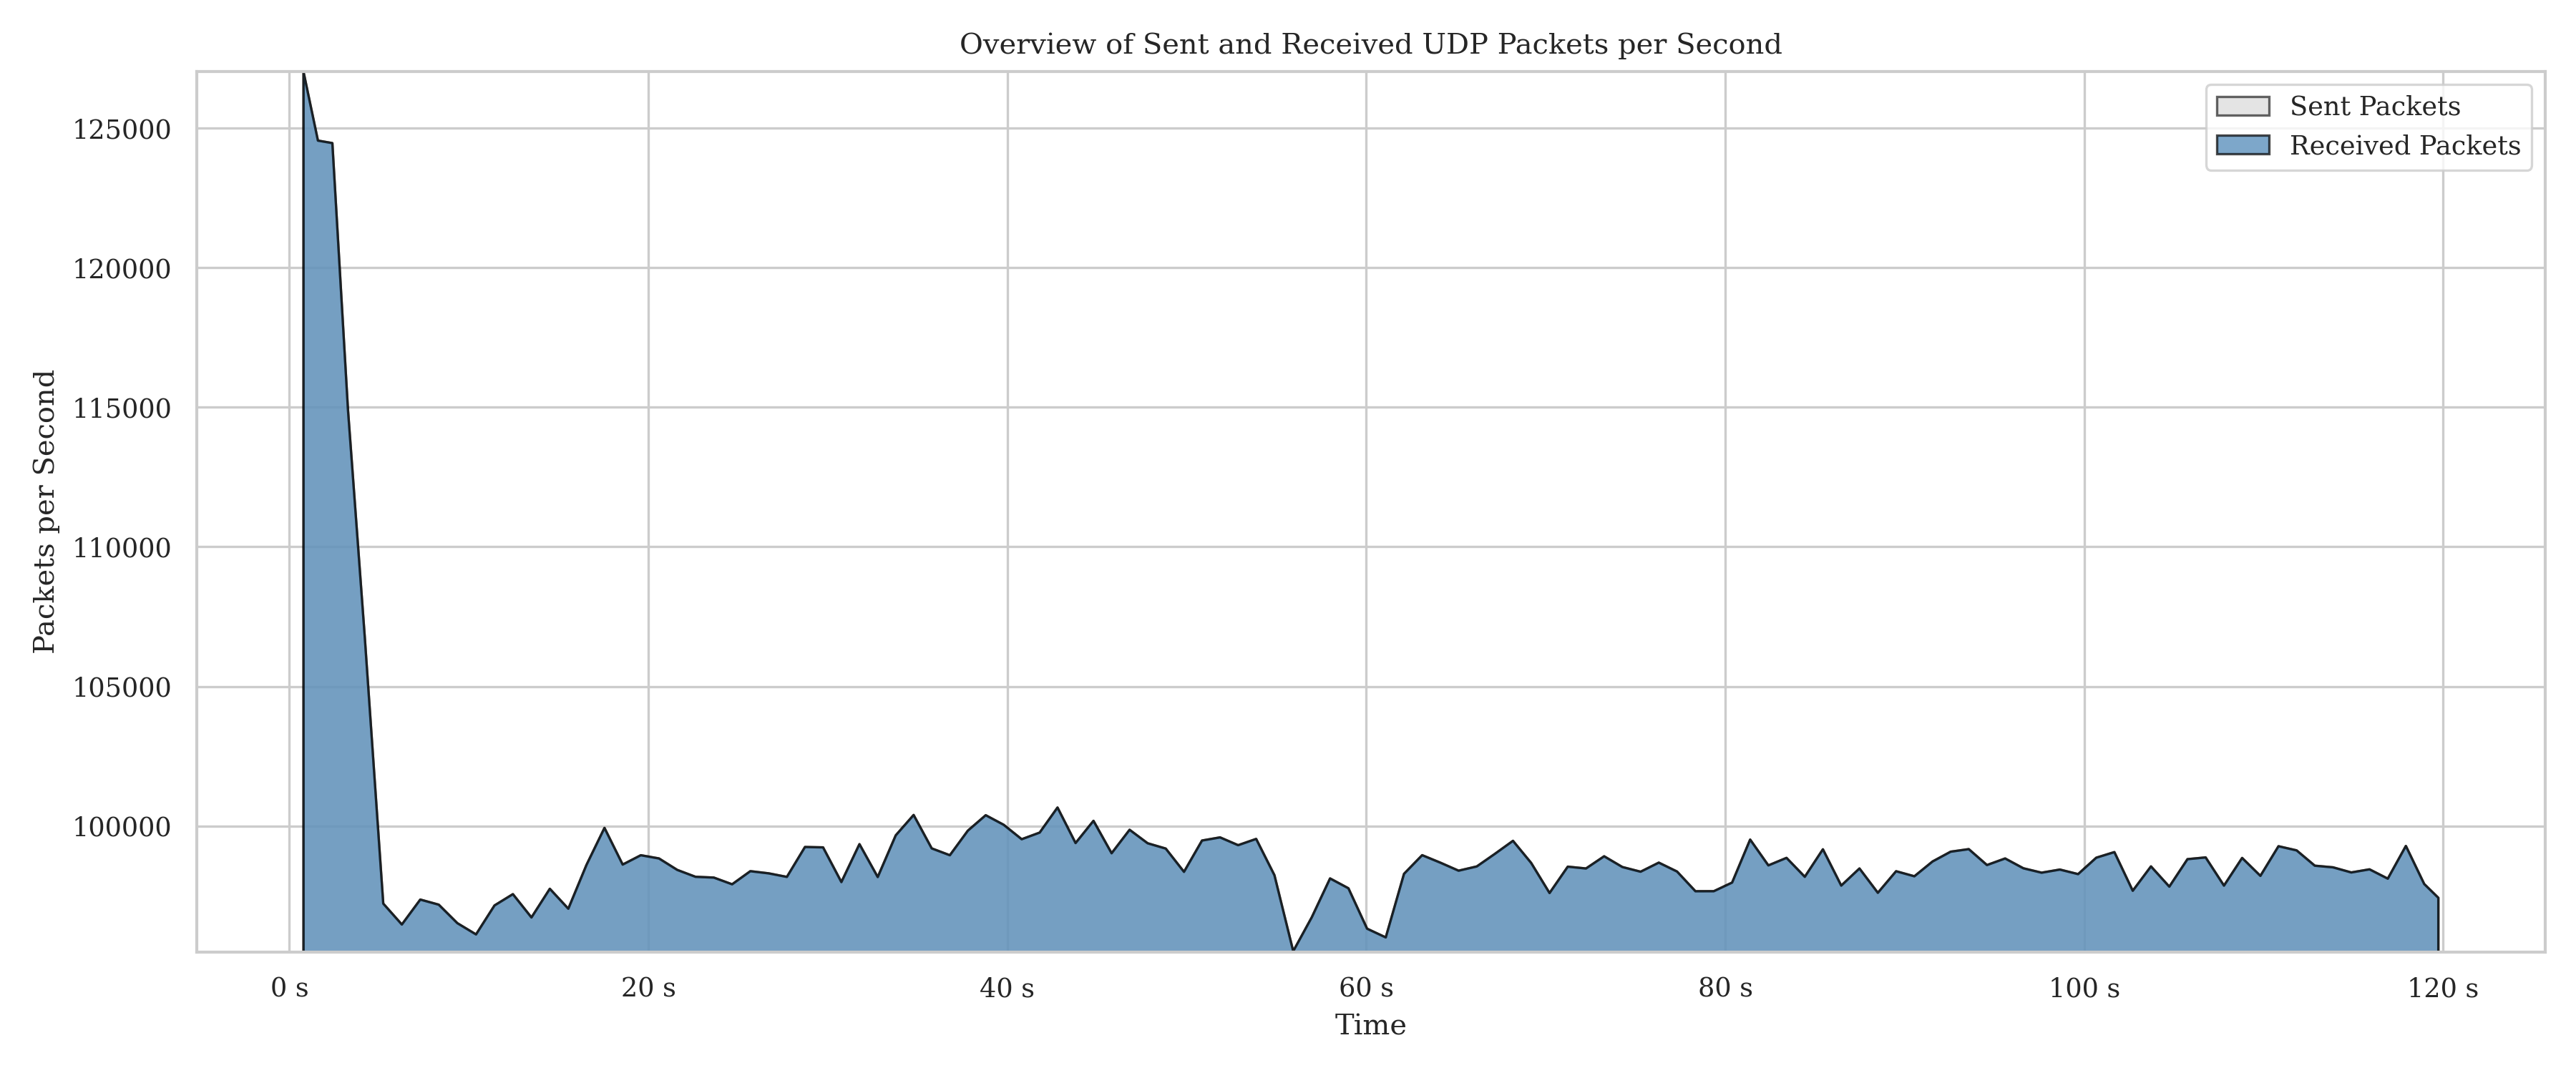 Overview of Sent and Received UDP Packets per Second
Sent Packets
Received Packets
Packets per Second
125000
120000
115000
110000
105000
100000
0 s
20 s
40 s
60 s
80 s
100 s
120 s
Time